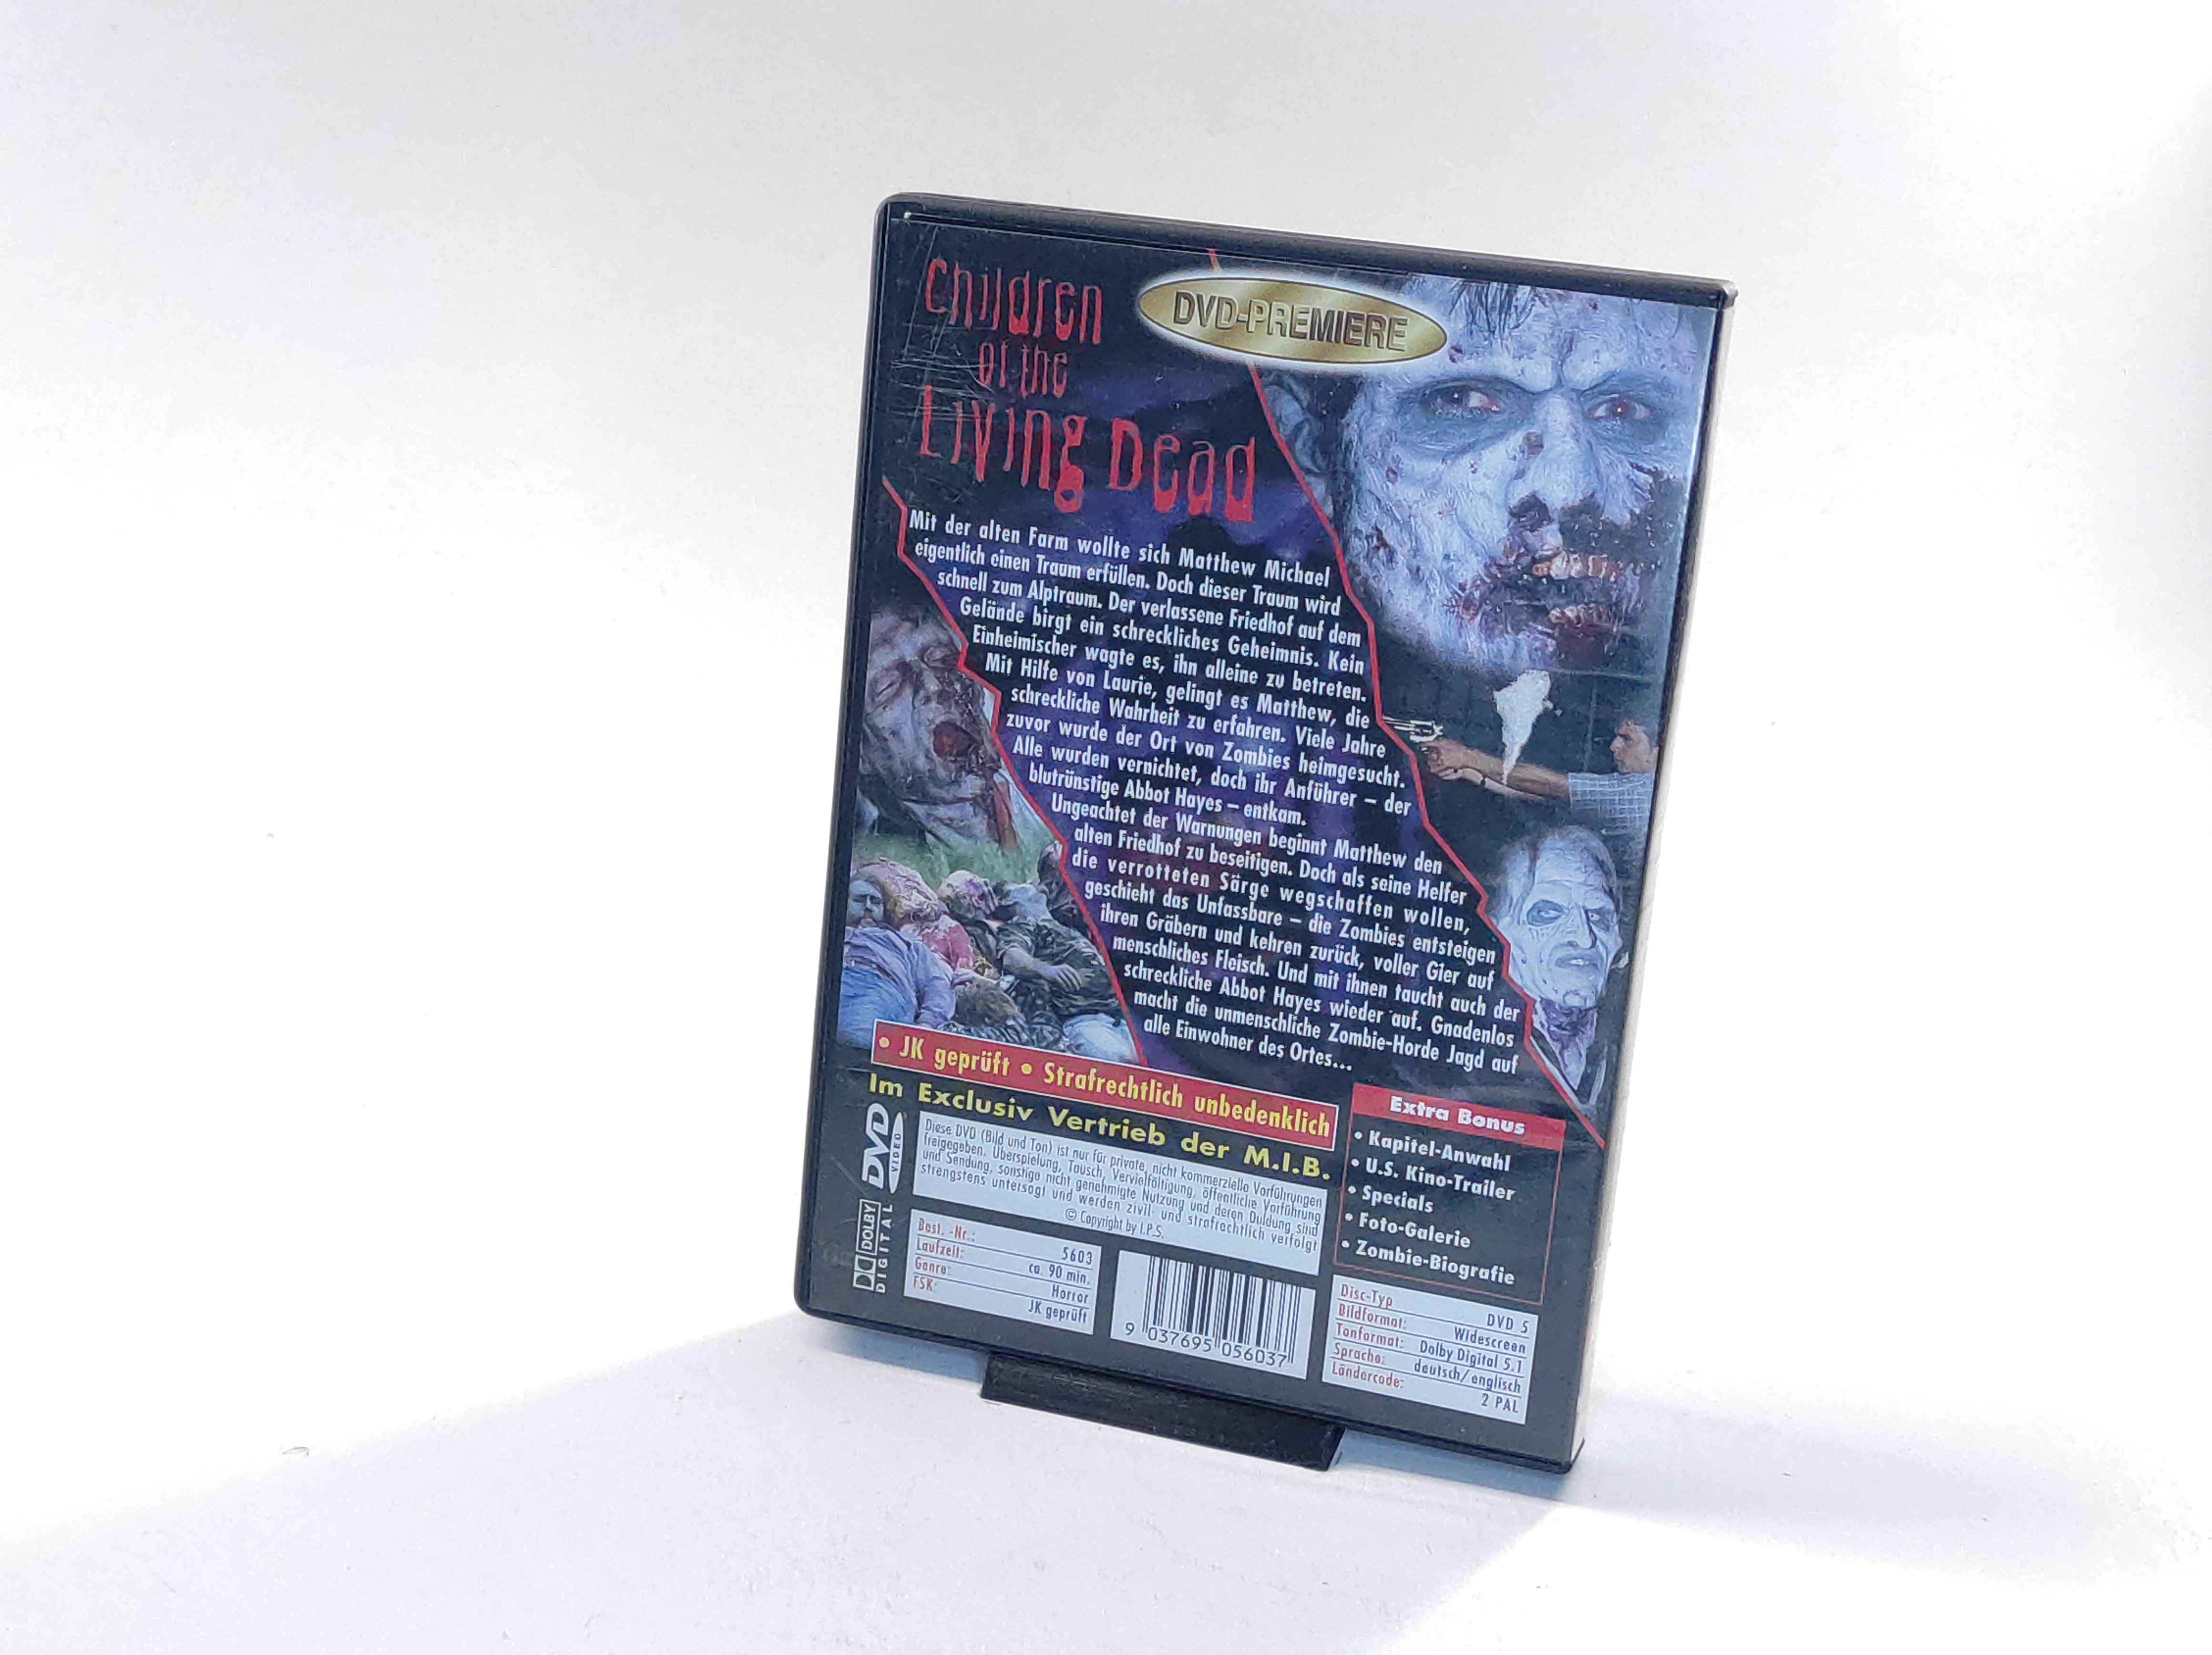 Children
of the
Living Dead
DVD-PREMIERE
Mit der alten Farm wollte sich Matthew Michael
eigentlich einen Traum erfüllen. Doch dieser Traum wird
schnell zum Alptraum. Der verlassene Friedhof auf dem
Gelände birgt ein schreckliches Geheimnis. Kein
Einheimischer wagte es, ihn alleine zu betreten.
Mit Hilfe von Laurie, gelingt es Matthew, die
schreckliche Wahrheit zu erfahren. Viele Jahre
zuvor wurde der Ort von Zombies heimgesucht.
Alle wurden vernichtet, doch ihr Anführer – der
blutrünstige Abbot Hayes – entkam.
Ungeachtet der Warnungen beginnt Matthew den
alten Friedhof zu beseitigen. Doch als seine Helfer
die verrotteten Särge wegschaffen wollen,
geschieht das Unfassbare – die Zombies entsteigen
ihren Gräbern und kehren zurück, voller Gier auf
menschliches Fleisch. Und mit ihnen taucht auch der
schreckliche Abbot Hayes wieder auf. Gnadenlos
macht die unmenschliche Zombie-Horde Jagd auf
alle Einwohner des Ortes...
• JK geprüft • Strafrechtlich unbedenklich
Im Exclusiv Vertrieb der M.I.B.
DVD
VIDEO
DOLBY
DIGITAL
Diese DVD (Bild und Ton) ist nur für private, nicht kommerzielle Vorführungen
freigegeben. Überspielung, Tausch, Vervielfältigung, öffentliche Vorführung
und Sendung, sonstige nicht genehmigte Nutzung und deren Duldung sind
strengstens untersagt und werden zivil- und strafrechtlich verfolgt
© Copyright by I.P.S.
Best. -Nr.: 5603
Laufzeit: ca. 90 min.
Genre: Horror
FSK: JK geprüft
9 037695 056037
Extra Bonus
• Kapitel-Anwahl
• U.S. Kino-Trailer
• Specials
• Foto-Galerie
• Zombie-Biografie
Disc-Typ DVD 5
Bildformat: Widescreen
Tonformat: Dolby Digital 5.1
Sprache: deutsch/englisch
Ländercode: 2 PAL